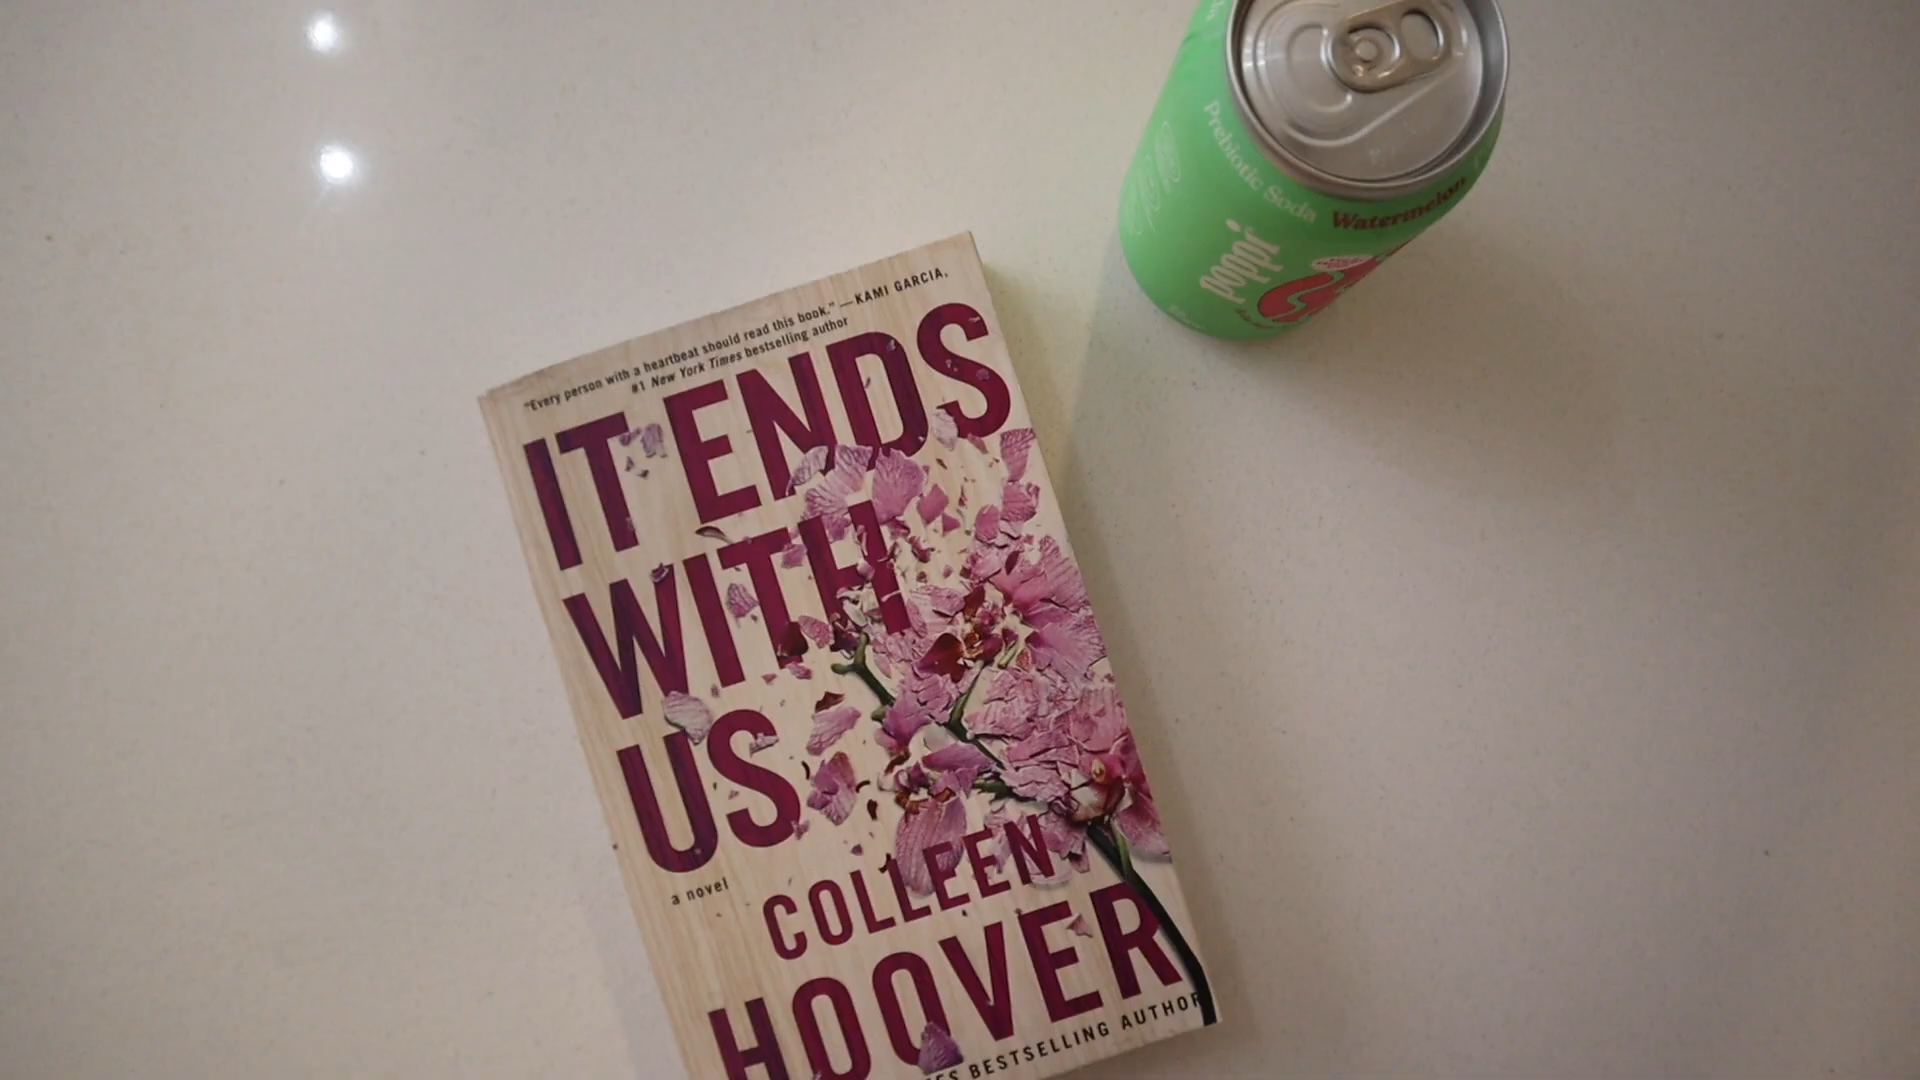 "Every person with a heartbeat should read this book." —KAMI GARCIA,
#1 New York Times bestselling author
IT ENDS
WITH
US
a novel
COLLEEN
HOOVER
BESTSELLING AUTHOR
Prebiotic Soda
Watermelon
poppi